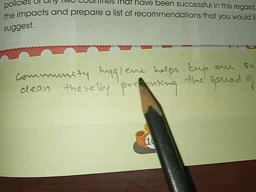 policies of any two countries that have been successful in this regard.
the impacts and prepare a list of recommendations that you would li
suggest.
Community hygiene helps keep our su
clean thereby preventing the spread of